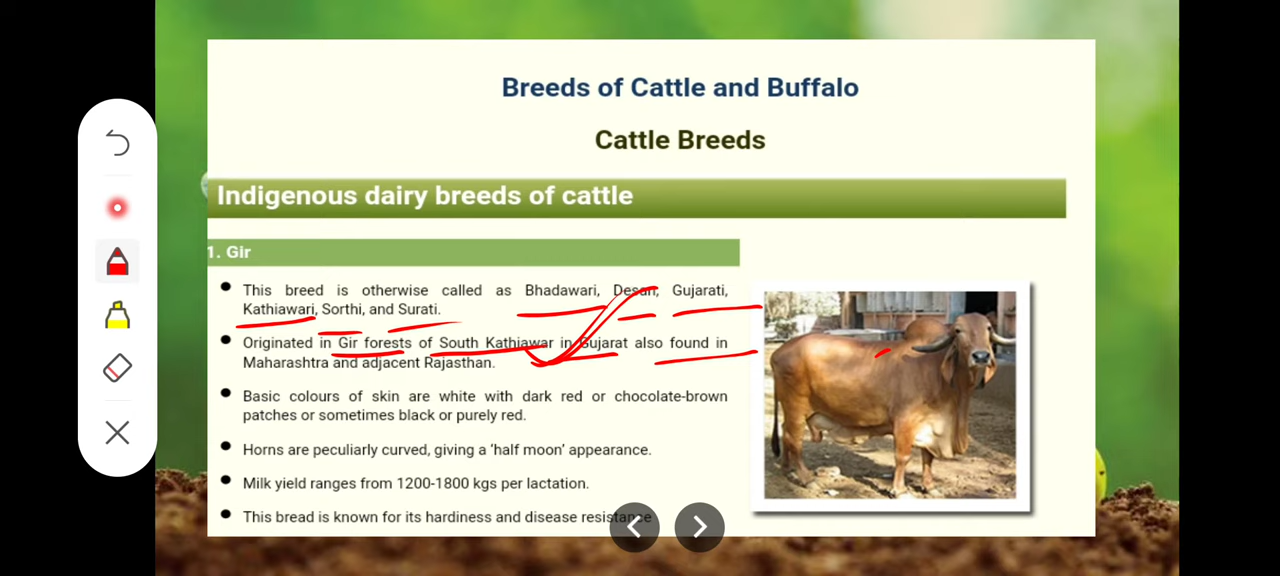 Breeds of Cattle and Buffalo
Cattle Breeds
Indigenous dairy breeds of cattle
1. Gir
This breed is otherwise called as Bhadawari, Desan, Gujarati,
Kathiawari, Sorthi, and Surati.
Originated in Gir forests of South Kathiawar in Gujarat also found in
Maharashtra and adjacent Rajasthan.
Basic colours of skin are white with dark red or chocolate-brown
patches or sometimes black or purely red.
Horns are peculiarly curved, giving a ‘half moon’ appearance.
Milk yield ranges from 1200-1800 kgs per lactation.
This bread is known for its hardiness and disease resistance